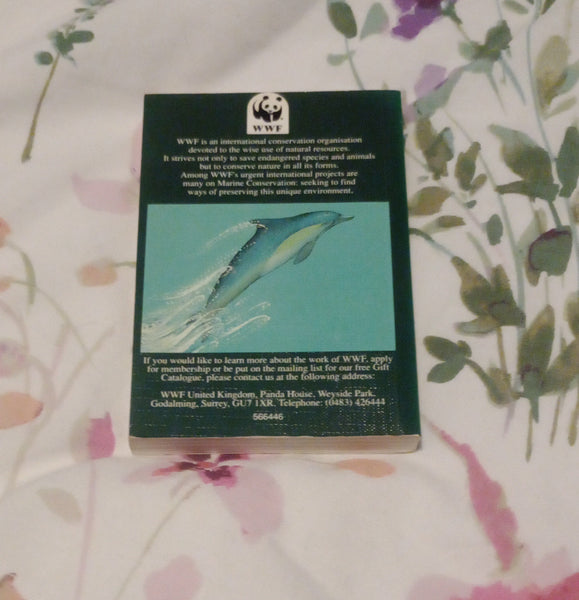 WWF
WWF is an international conservation organisation
devoted to the wise use of natural resources.
It strives not only to save endangered species and animals
but to conserve nature in all its forms.
Among WWF's urgent international projects are
many on Marine Conservation: seeking to find
ways of preserving this unique environment.
If you would like to learn more about the work of WWF, apply
for membership or be put on the mailing list for our free Gift
Catalogue, please contact us at the following address:
WWF United Kingdom, Panda House, Weyside Park,
Godalming, Surrey, GU7 1XR. Telephone: (0483) 426444
566446